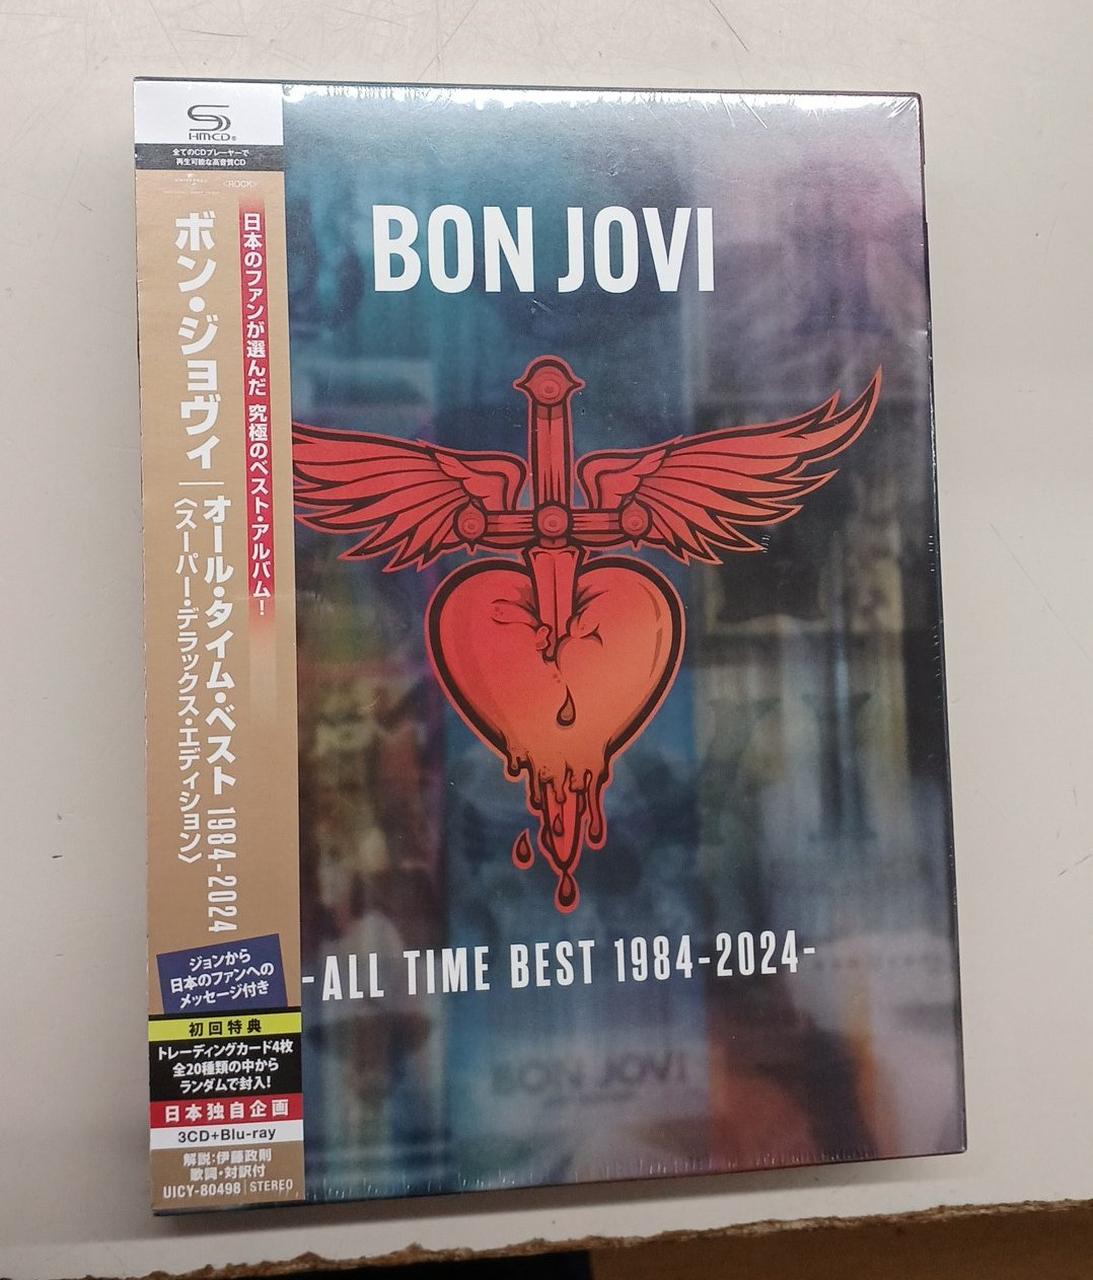 HMCD®
全てのCDプレーヤーで
再生可能な高音質CD
<ROCK>
日本のファンが選んだ 究極のベスト・アルバム!
ボン・ジョヴィ|オール・タイム・ベスト 1984-2024
〈スーパー・デラックス・エディション〉
ジョンから
日本のファンへの
メッセージ付き
初回特典
トレーディングカード4枚
全20種類の中から
ランダムで封入!
日本独自企画
3CD+Blu-ray
解説:伊藤政則
歌詞・対訳付
UICY-80498 | STEREO
BON JOVI
-ALL TIME BEST 1984-2024-
BON JOVI